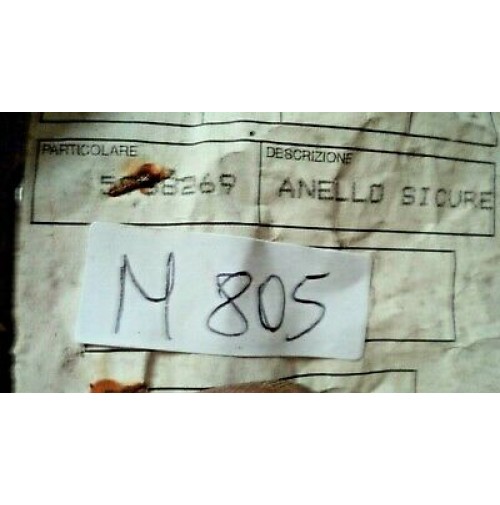 PARTICOLARE
DESCRIZIONE
ANELLO SICURE
M 805